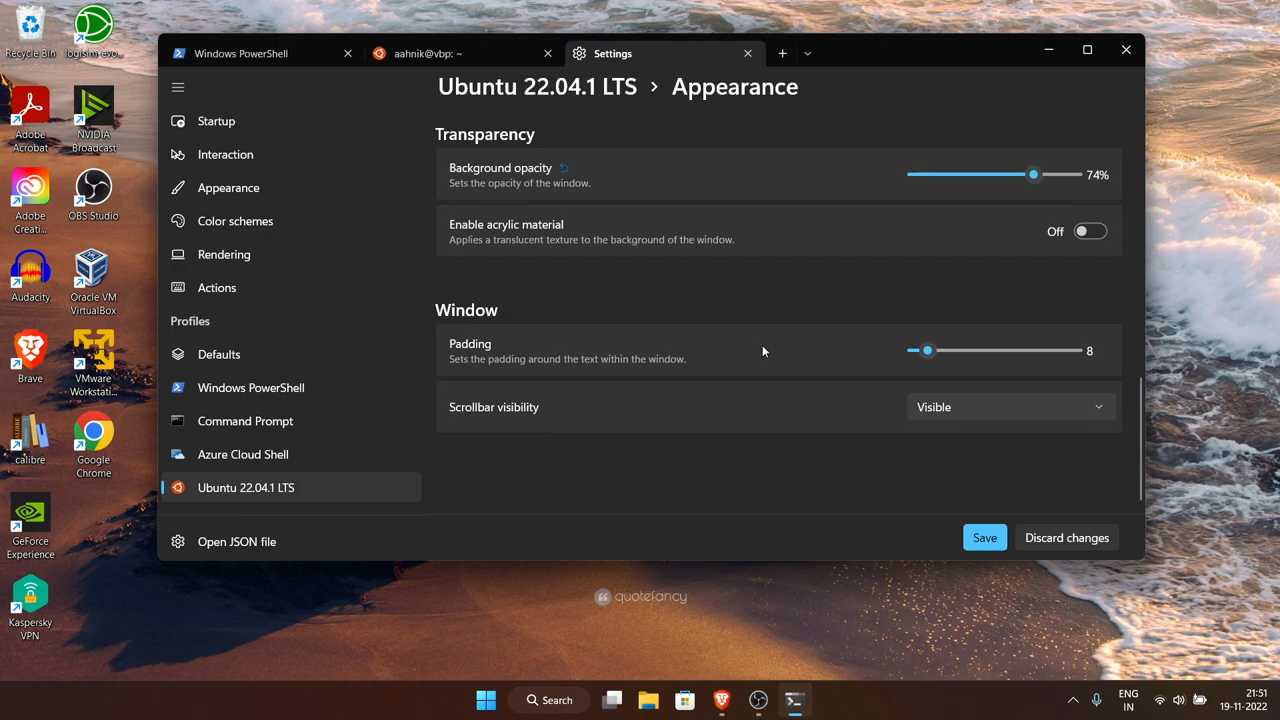 Recycle Bin
logisim-evo...
Adobe
Acrobat
NVIDIA
Broadcast
Adobe
Creati...
OBS Studio
Audacity
Oracle VM
VirtualBox
Brave
VMware
Workstati...
calibre
Google
Chrome
GeForce
Experience
Kaspersky
VPN
Windows PowerShell
aahnik@vbp: ~
Settings
Startup
Interaction
Appearance
Color schemes
Rendering
Actions
Profiles
Defaults
Windows PowerShell
Command Prompt
Azure Cloud Shell
Ubuntu 22.04.1 LTS
Open JSON file
Ubuntu 22.04.1 LTS > Appearance
Transparency
Background opacity
Sets the opacity of the window.
74%
Enable acrylic material
Applies a translucent texture to the background of the window.
Off
Window
Padding
Sets the padding around the text within the window.
8
Scrollbar visibility
Visible
Save
Discard changes
quotefancy
Search
ENG
IN
21:51
19-11-2022